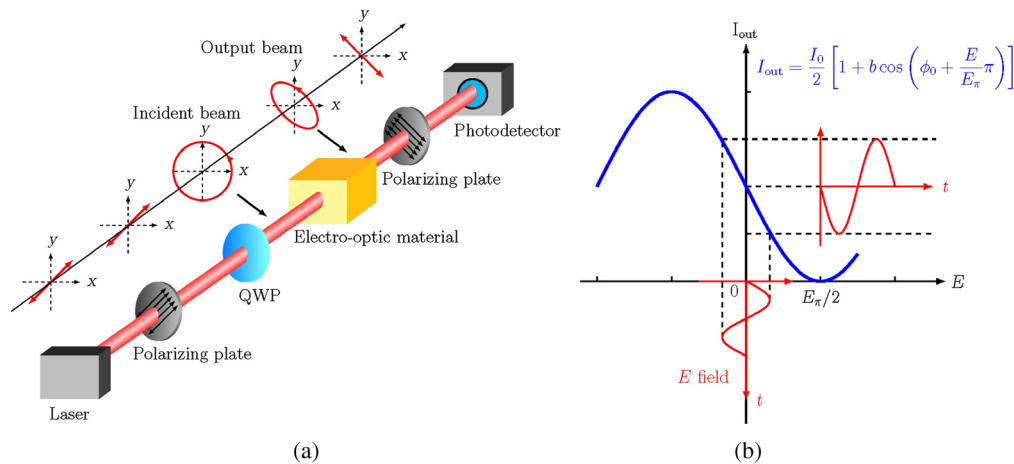 y
Output beam
x
y
Incident beam
x
Photodetector
y
x
Polarizing plate
y
x
Electro-optic material
y
x
QWP
Polarizing plate
Laser
(a)
I_out
I_out = I_0/2 [1 + b cos (ϕ_0 + E/E_π π)]
t
0
E_π/2
E
E field
t
(b)